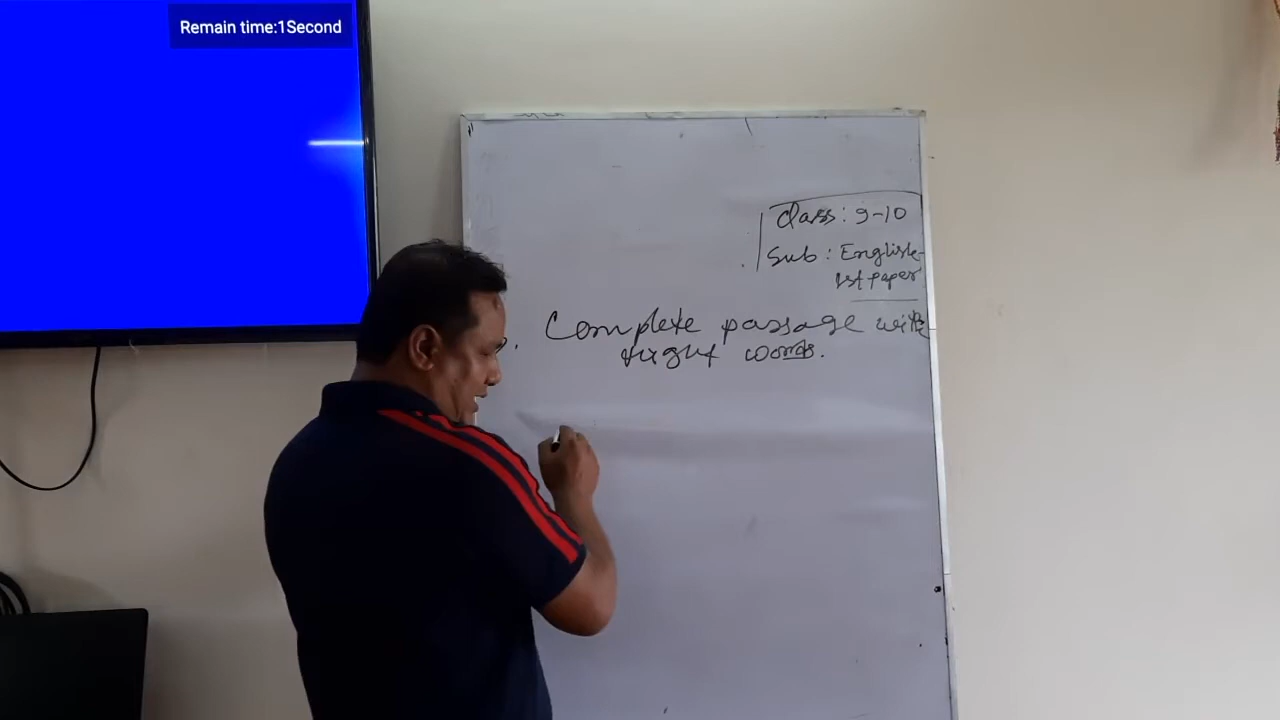 Remain time:1Second
Class: 9-10
Sub: English
1st paper
Complete passage with
right words.